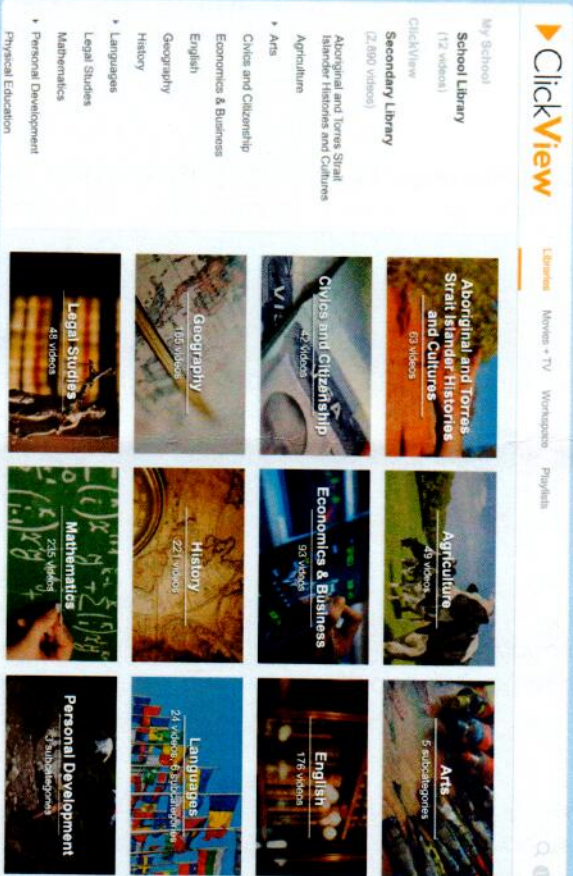 ClickView
Libraries
Movies + TV
Workspace
Playlists
My School
School Library
(12 videos)
ClickView
Secondary Library
(2,890 videos)
Aboriginal and Torres Strait
Islander Histories and Cultures
Agriculture
Arts
Civics and Citizenship
Economics & Business
English
Geography
History
Languages
Legal Studies
Mathematics
Personal Development
Physical Education
Aboriginal and Torres
Strait Islander Histories
and Cultures
63 videos
Agriculture
49 videos
Arts
5 subcategories
Civics and Citizenship
42 videos
Economics & Business
93 videos
English
176 videos
Geography
165 videos
History
221 videos
Languages
24 videos, 6 subcategories
Legal Studies
48 videos
Mathematics
235 videos
Personal Development
3 subcategories